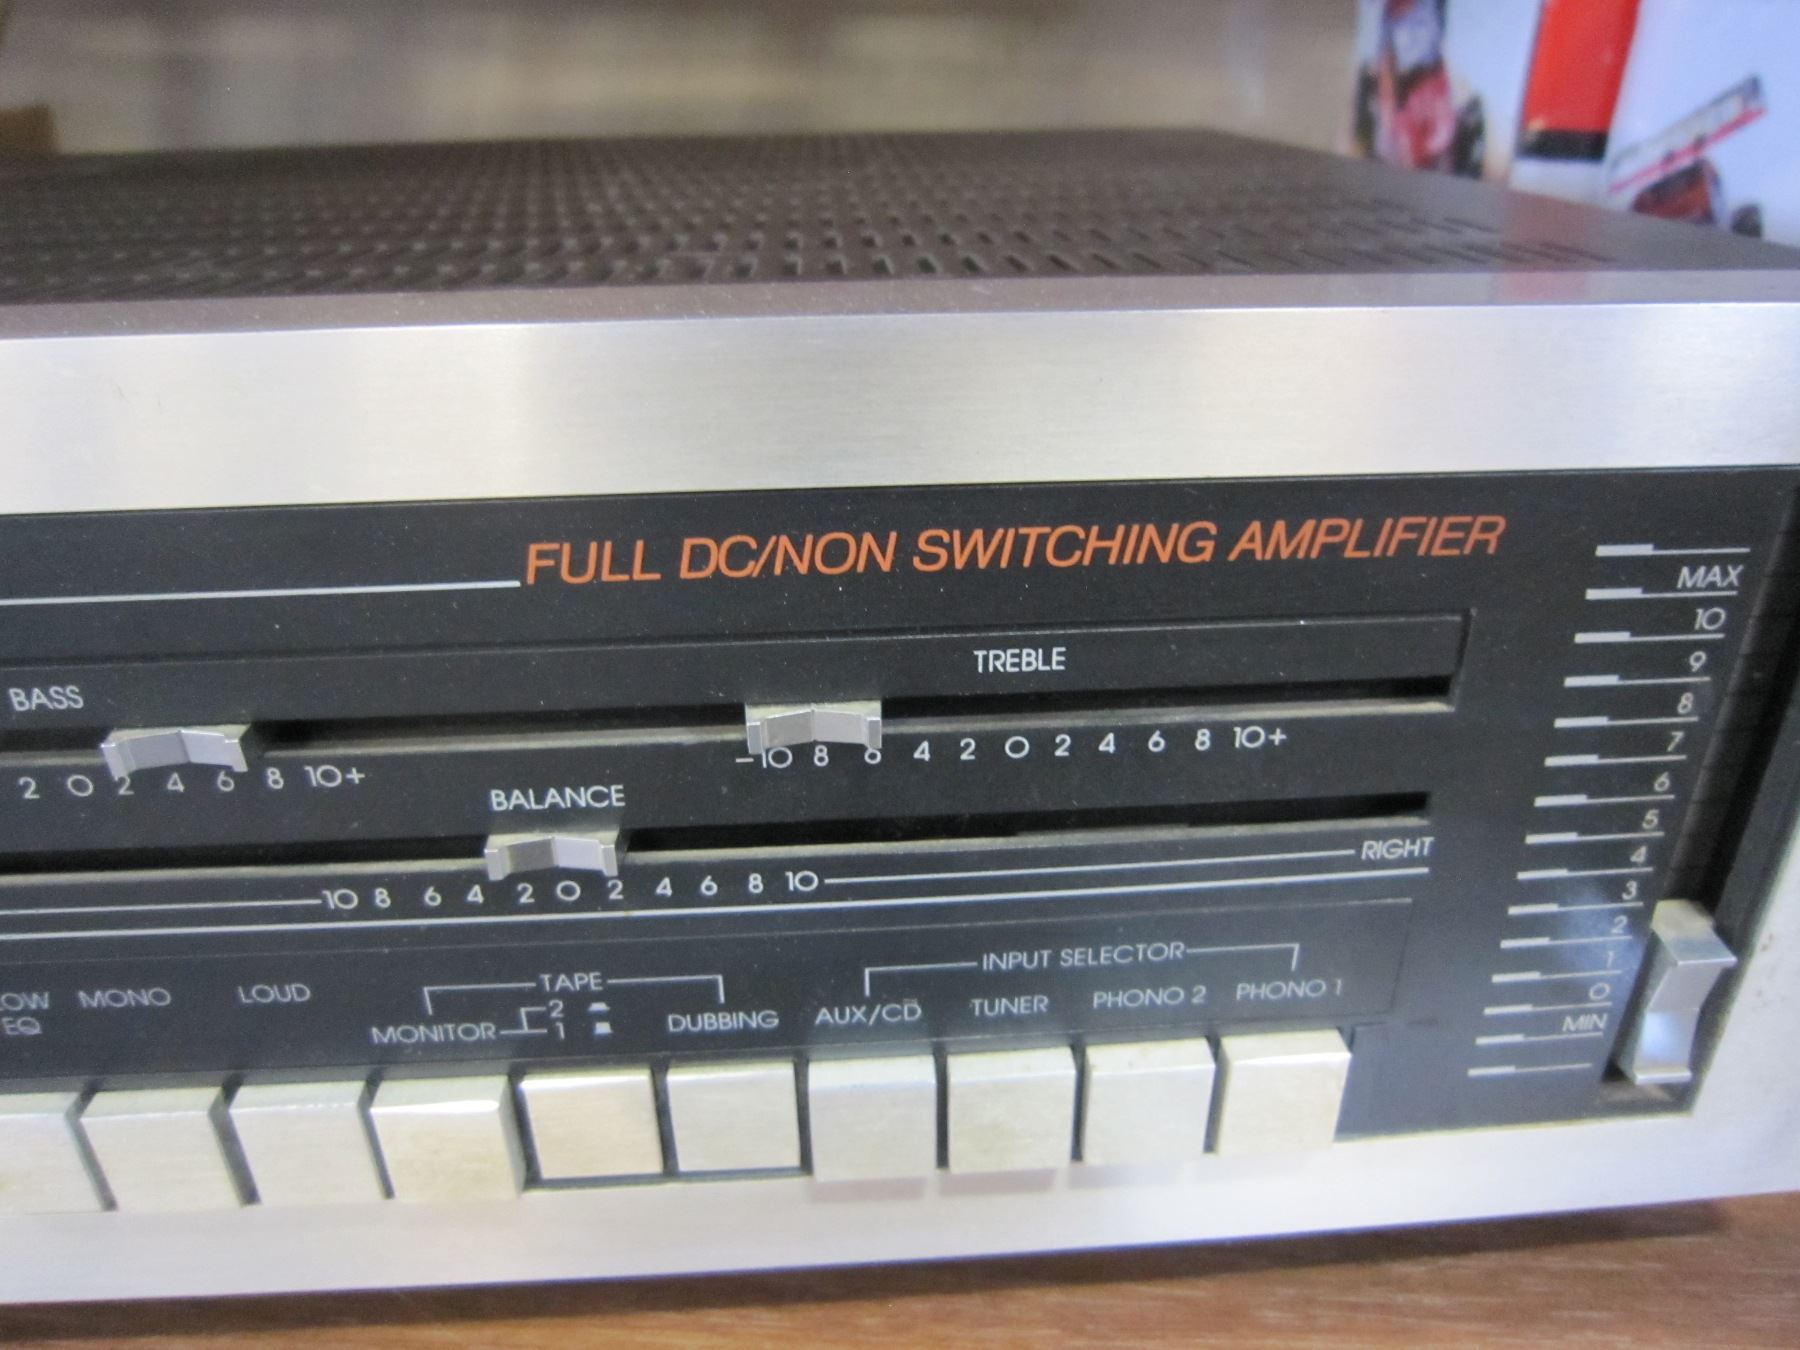 FULL DC/NON SWITCHING AMPLIFIER
MAX
10
9
8
7
6
5
4
3
2
1
0
MIN
BASS
2 0 2 4 6 8 10+
TREBLE
-10 8 6 4 2 0 2 4 6 8 10+
BALANCE
10 8 6 4 2 0 2 4 6 8 10 RIGHT
MONO
LOUD
EQ
TAPE
MONITOR 2
1
DUBBING
INPUT SELECTOR
AUX/CD TUNER PHONO 2 PHONO 1